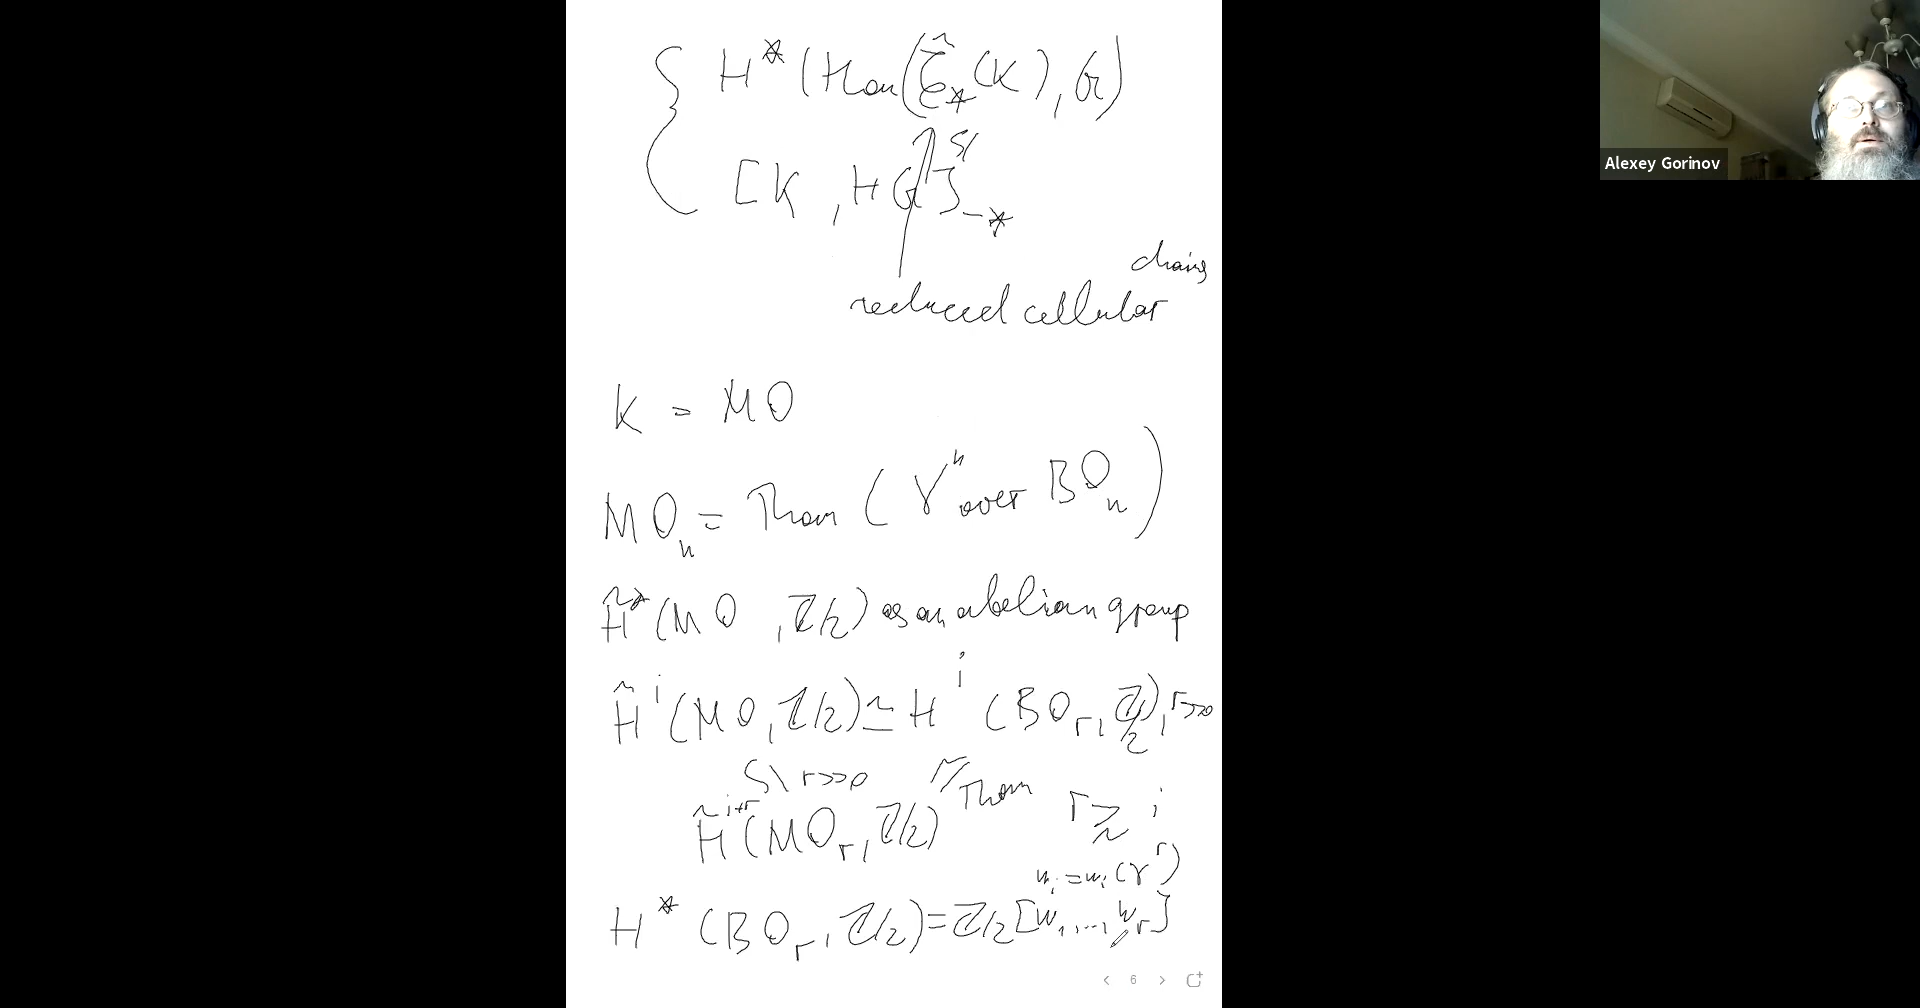 H*(Hom(C̃_*(K), G)
S|
[K, HG]_{-*}
chains
reduced cellular
K = MO
MO_n = Thom (γ^n over BO_n)
H̃*(MO, Z/2) as an abelian group
H̃^i(MO, Z/2) ≃ H^i(BO_r, Z/2), r>>0
S| r>>0 Thom
H̃^{i+r}(MO_r, Z/2) r ≳ i
w_i = w_i(γ^r)
H*(BO_r, Z/2) = Z/2[w_1, ..., w_r]
Alexey Gorinov
6